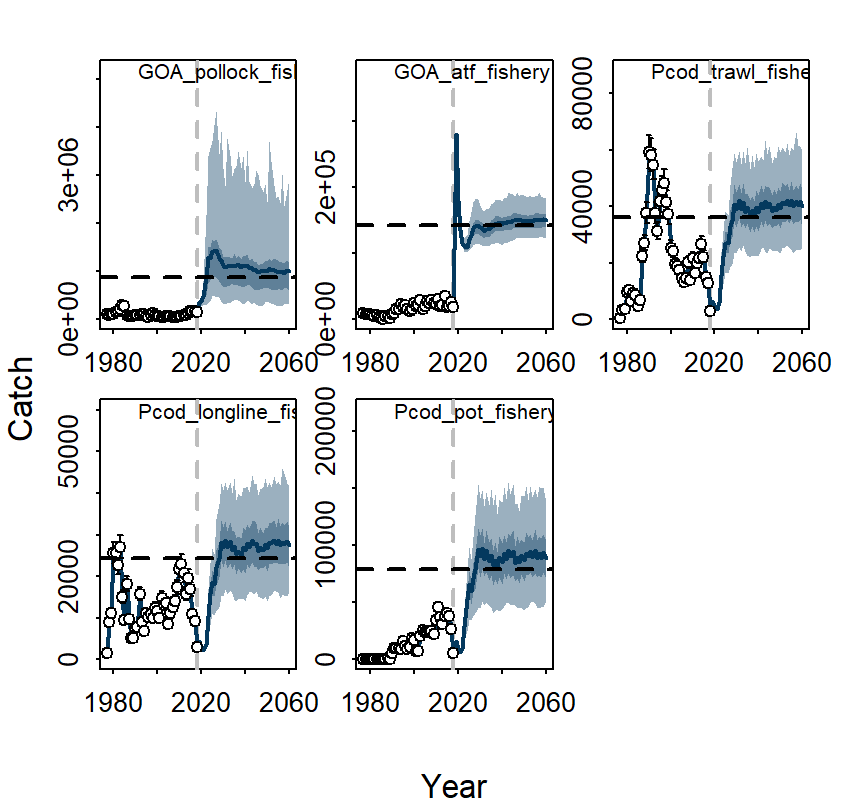 GOA_pollock_fish
GOA_atf_fishery
Pcod_trawl_fishe
0e+00 3e+06
0e+00 2e+05
0 40000 80000
1980 2020 2060
1980 2020 2060
1980 2020 2060
Catch
Pcod_longline_fis
Pcod_pot_fishery
0 20000 50000
0 100000 200000
1980 2020 2060
1980 2020 2060
Year